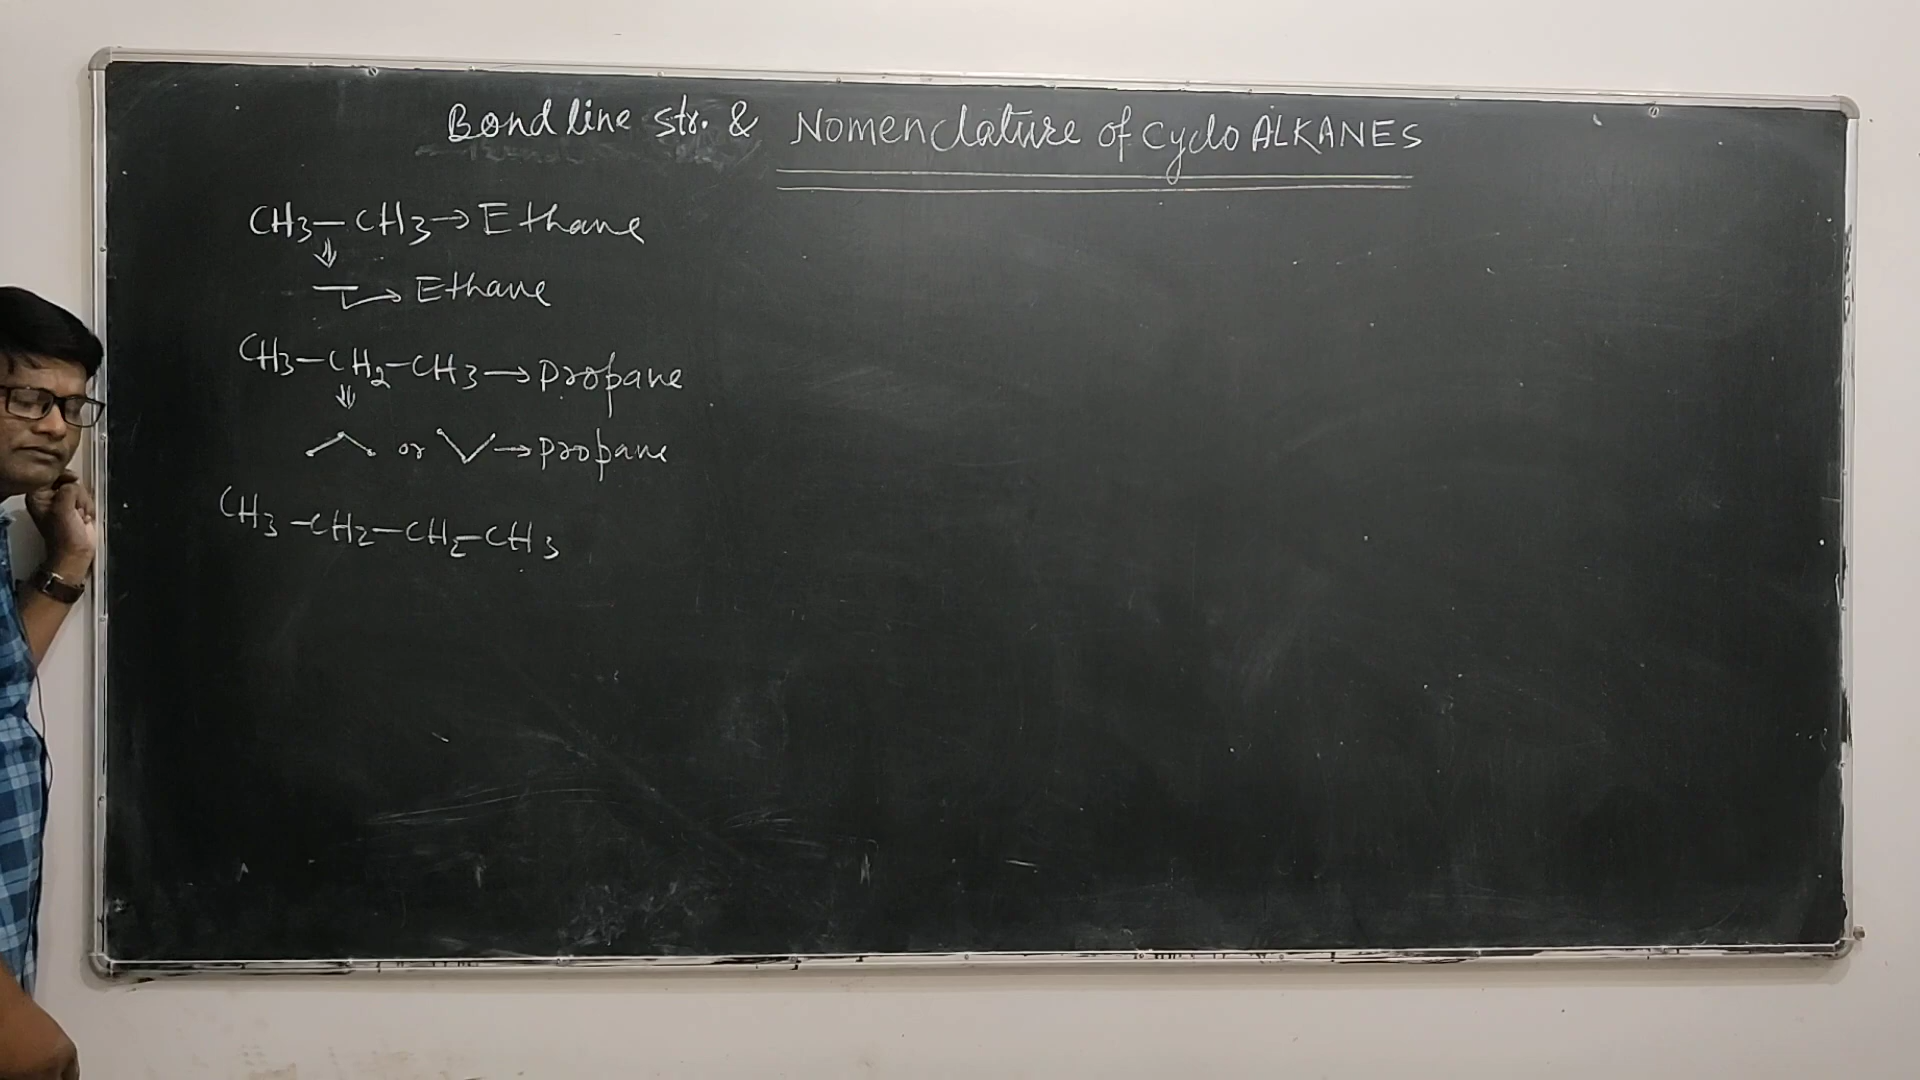 Bond line str. & Nomenclature of cyclo ALKANES
CH3-CH3→Ethane
→Ethane
CH3-CH2-CH3→Propane
or →Propane
CH3-CH2-CH2-CH3